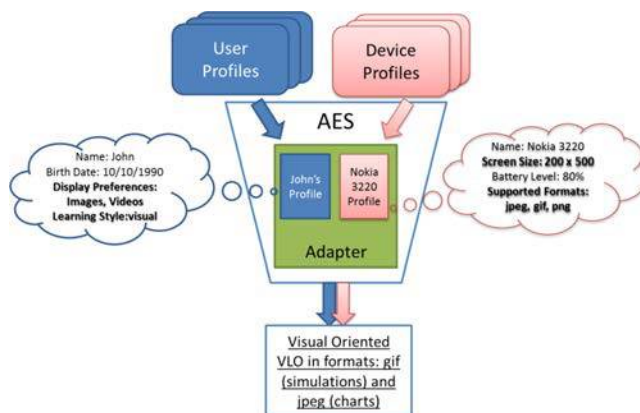 User
Profiles
Device
Profiles
AES
Name: John
Birth Date: 10/10/1990
Display Preferences:
Images, Videos
Learning Style:visual
John's
Profile
Nokia
3220
Profile
Name: Nokia 3220
Screen Size: 200 x 500
Battery Level: 80%
Supported Formats:
jpeg, gif, png
Adapter
Visual Oriented
VLO in formats: gif
(simulations) and
jpeg (charts)